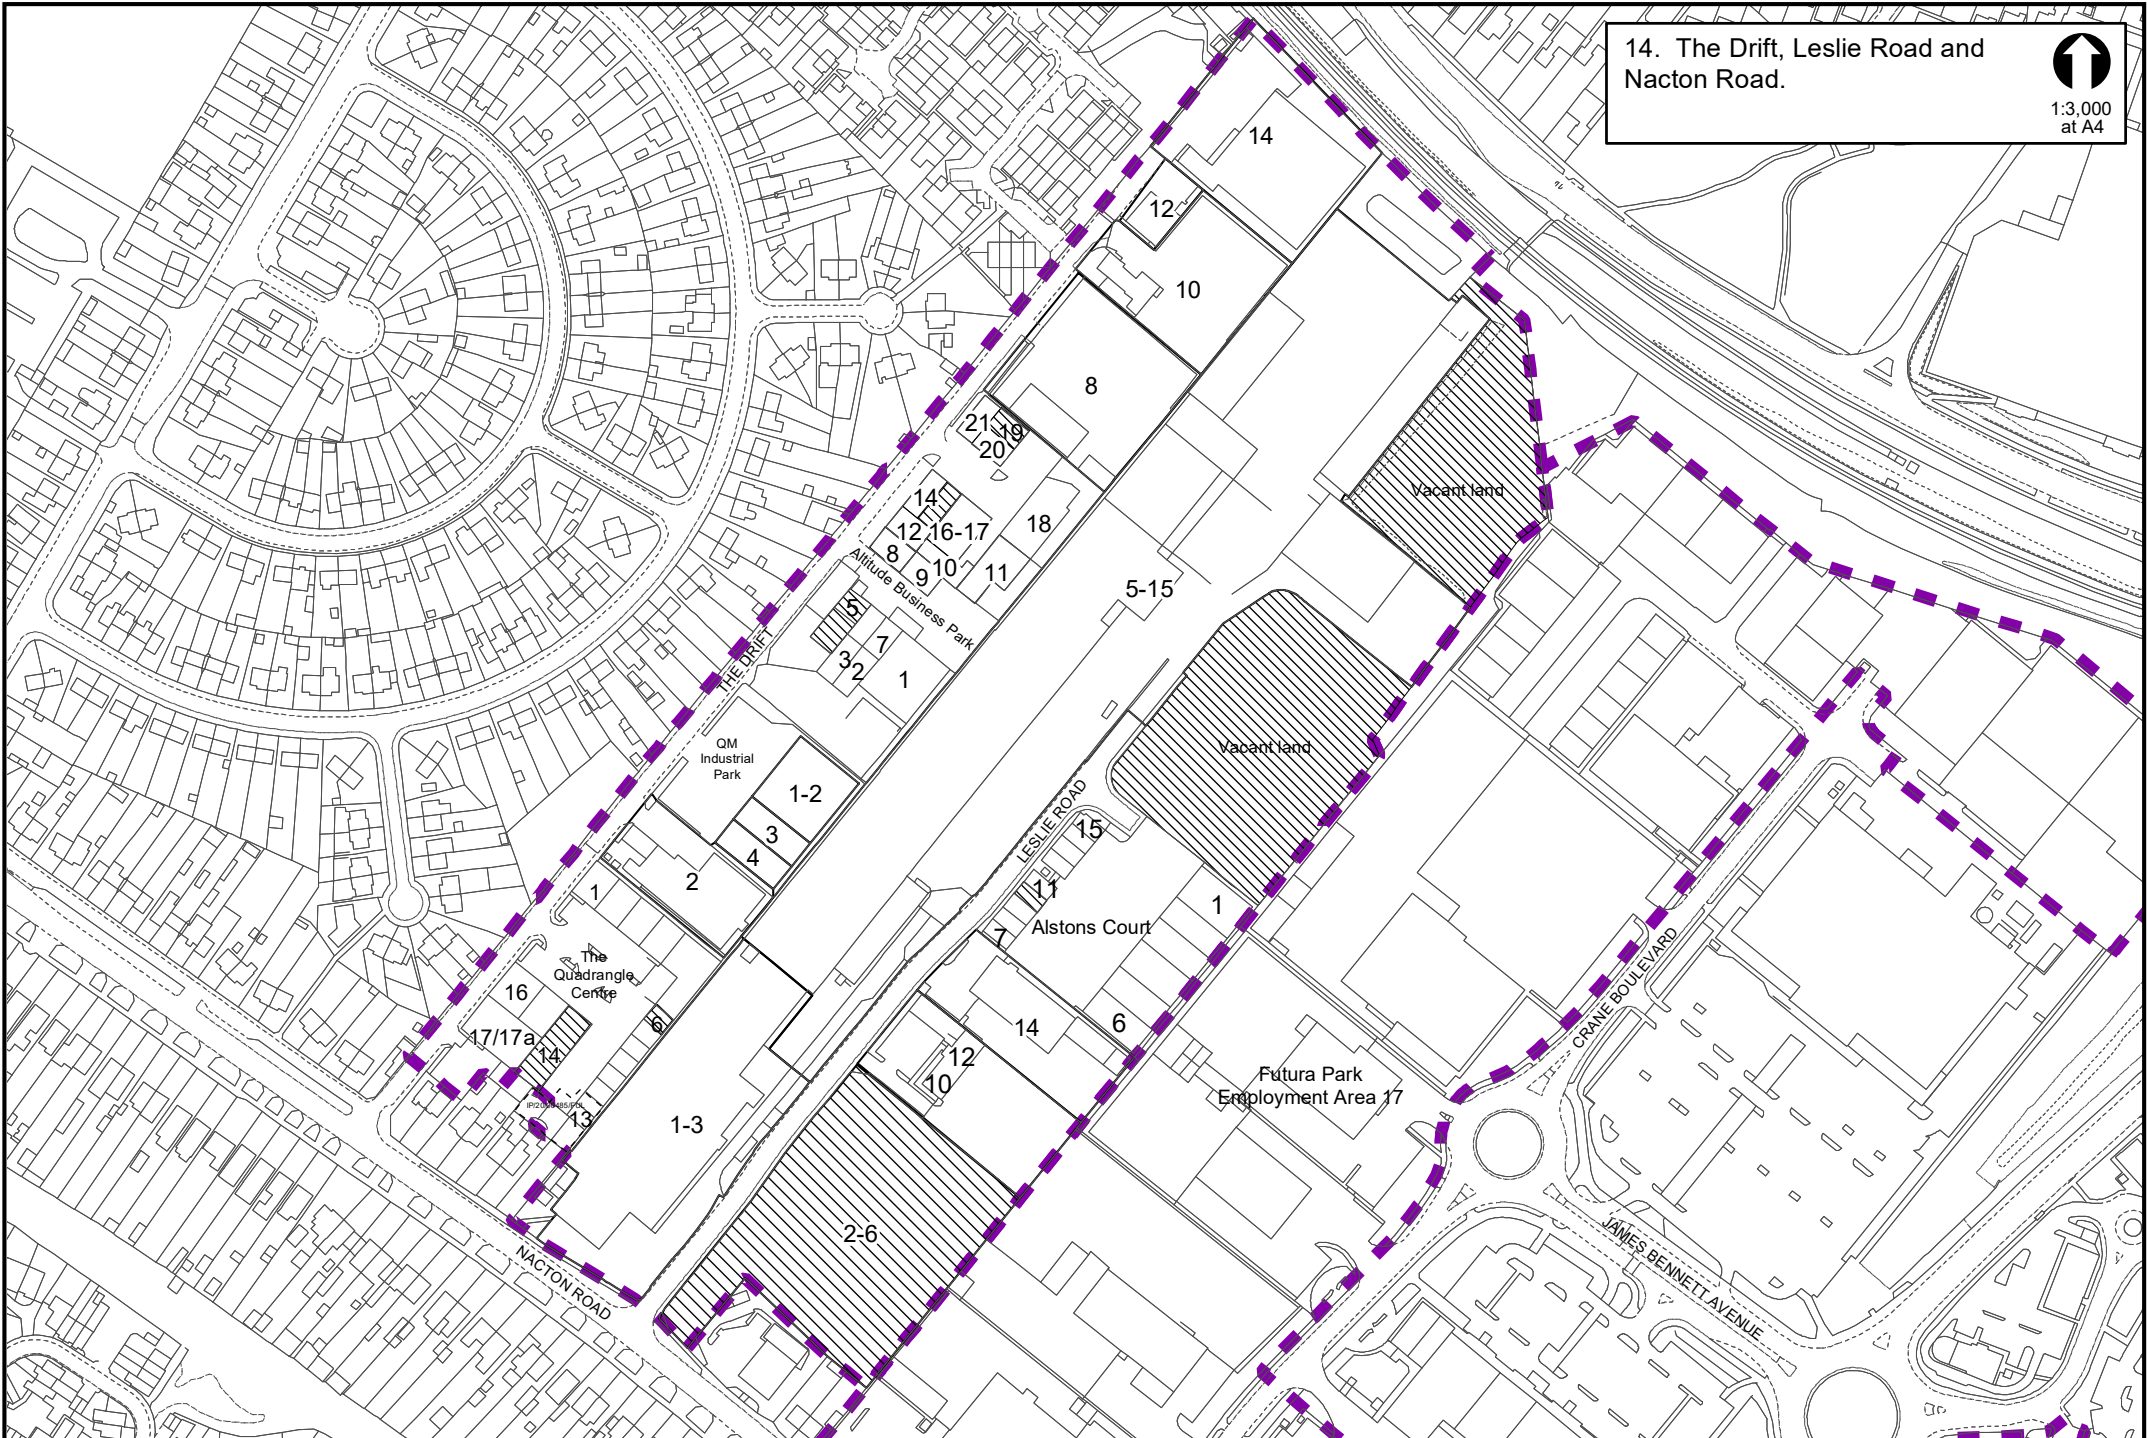 14. The Drift, Leslie Road and
Nacton Road.
1:3,000
at A4
14
12
10
8
21
19
20
14
12
16-17
18
8
10
9
11
Altitude Business Park
5
7
3
2
1
THE DRIFT
QM
Industrial
Park
1-2
3
4
2
1
The
Quadrangle
Centre
16
17/17a
14
6
13
1-3
5-15
Vacant land
Vacant land
LESLIE ROAD
15
11
7
Alstons Court
1
6
14
12
10
2-6
NACTON ROAD
Futura Park
Employment Area 17
CRANE BOULEVARD
JAMES BENNETT AVENUE